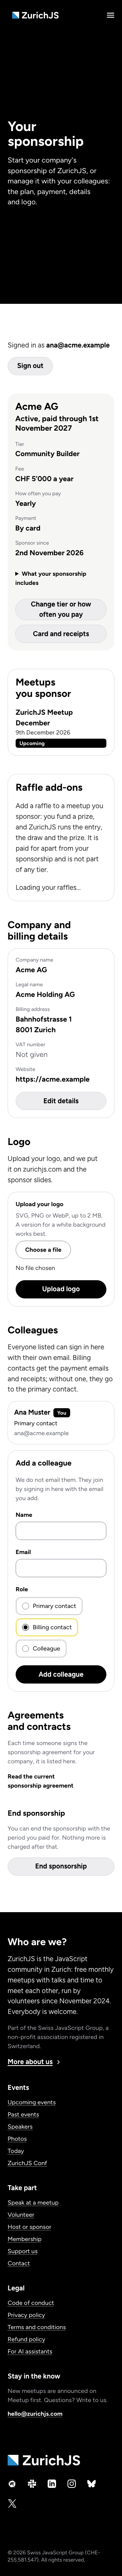 ZurichJS
Your
sponsorship
Start your company's
sponsorship of ZurichJS, or
manage it with your colleagues:
the plan, payment, details
and logo.
Signed in as ana@acme.example
Sign out
Acme AG
Active, paid through 1st
November 2027
Tier
Community Builder
Fee
CHF 5'000 a year
How often you pay
Yearly
Payment
By card
Sponsor since
2nd November 2026
What your sponsorship
includes
Change tier or how
often you pay
Card and receipts
Meetups
you sponsor
ZurichJS Meetup
December
9th December 2026
Upcoming
Raffle add-ons
Add a raffle to a meetup you
sponsor: you fund a prize,
and ZurichJS runs the entry,
the draw and the prize. It is
paid for apart from your
sponsorship and is not part
of any tier.
Loading your raffles...
Company and
billing details
Company name
Acme AG
Legal name
Acme Holding AG
Billing address
Bahnhofstrasse 1
8001 Zurich
VAT number
Not given
Website
https://acme.example
Edit details
Logo
Upload your logo, and we put
it on zurichjs.com and the
sponsor slides.
Upload your logo
SVG, PNG or WebP, up to 2 MB.
A version for a white background
works best.
Choose a file
No file chosen
Upload logo
Colleagues
Everyone listed can sign in here
with their own email. Billing
contacts get the payment emails
and receipts; without one, they go
to the primary contact.
Ana Muster You
Primary contact
ana@acme.example
Add a colleague
We do not email them. They join
by signing in here with the email
you add.
Name
Email
Role
Primary contact
Billing contact
Colleague
Add colleague
Agreements
and contracts
Each time someone signs the
sponsorship agreement for your
company, it is listed here.
Read the current
sponsorship agreement
End sponsorship
You can end the sponsorship with the
period you paid for. Nothing more is
charged after that.
End sponsorship
Who are we?
ZurichJS is the JavaScript
community in Zurich: free monthly
meetups with talks and time to
meet each other, run by
volunteers since November 2024.
Everybody is welcome.
Part of the Swiss JavaScript Group, a
non-profit association registered in
Switzerland.
More about us
Events
Upcoming events
Past events
Speakers
Photos
Today
ZurichJS Conf
Take part
Speak at a meetup
Volunteer
Host or sponsor
Membership
Support us
Contact
Legal
Code of conduct
Privacy policy
Terms and conditions
Refund policy
For AI assistants
Stay in the know
New meetups are announced on
Meetup first. Questions? Write to us.
hello@zurichjs.com
ZurichJS
© 2026 Swiss JavaScript Group (CHE-
255.581.547). All rights reserved.